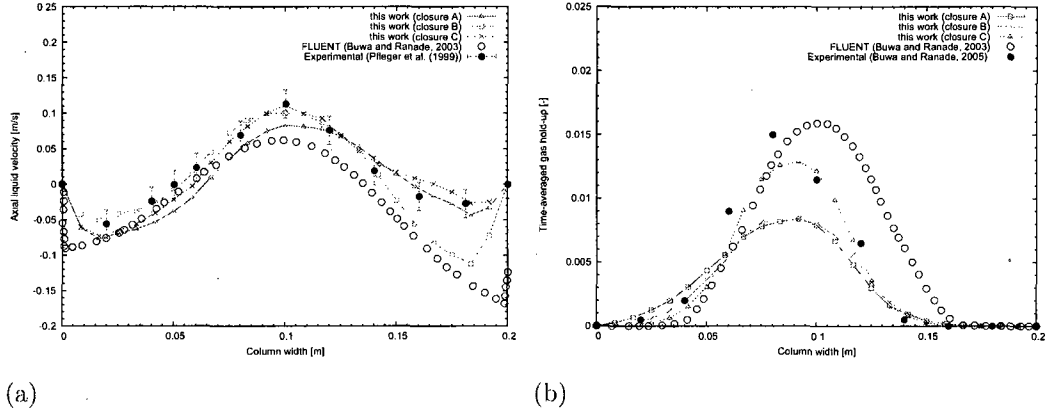 this work (closure A)
this work (closure B)
this work (closure C)
FLUENT (Buwa and Ranade, 2003)
Experimental (Pfleger et al. (1999))
Axial liquid velocity [m/s]
0.25
0.2
0.15
0.1
0.05
0
-0.05
-0.1
-0.15
-0.2
0
0.05
0.1
0.15
0.2
Column width [m]
(a)
this work (closure A)
this work (closure B)
this work (closure C)
FLUENT (Buwa and Ranade, 2003)
Experimental (Buwa and Ranade, 2005)
Time-averaged gas hold-up [-]
0.025
0.02
0.015
0.01
0.005
0
0
0.05
0.1
0.15
0.2
Column width [m]
(b)